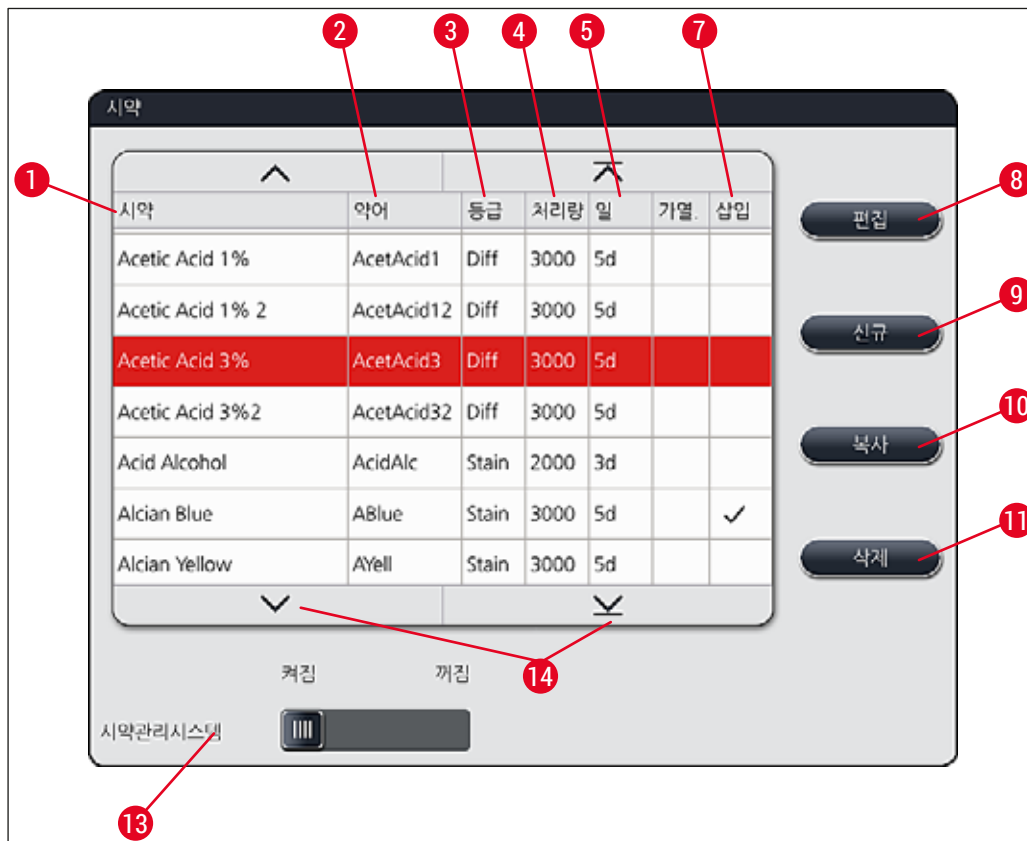 2 3 4 5 7
시약
1 8
시약 약어 등급 처리량 일 가열. 삽입
편집
Acetic Acid 1% AcetAcid1 Diff 3000 5d
9
Acetic Acid 1% 2 AcetAcid12 Diff 3000 5d
신규
Acetic Acid 3% AcetAcid3 Diff 3000 5d
10
Acetic Acid 3%2 AcetAcid32 Diff 3000 5d
복사
Acid Alcohol AcidAlc Stain 2000 3d
Alcian Blue ABlue Stain 3000 5d ✓
11
Alcian Yellow AYell Stain 3000 5d
삭제
켜짐 꺼짐
14
시약관리시스템
13